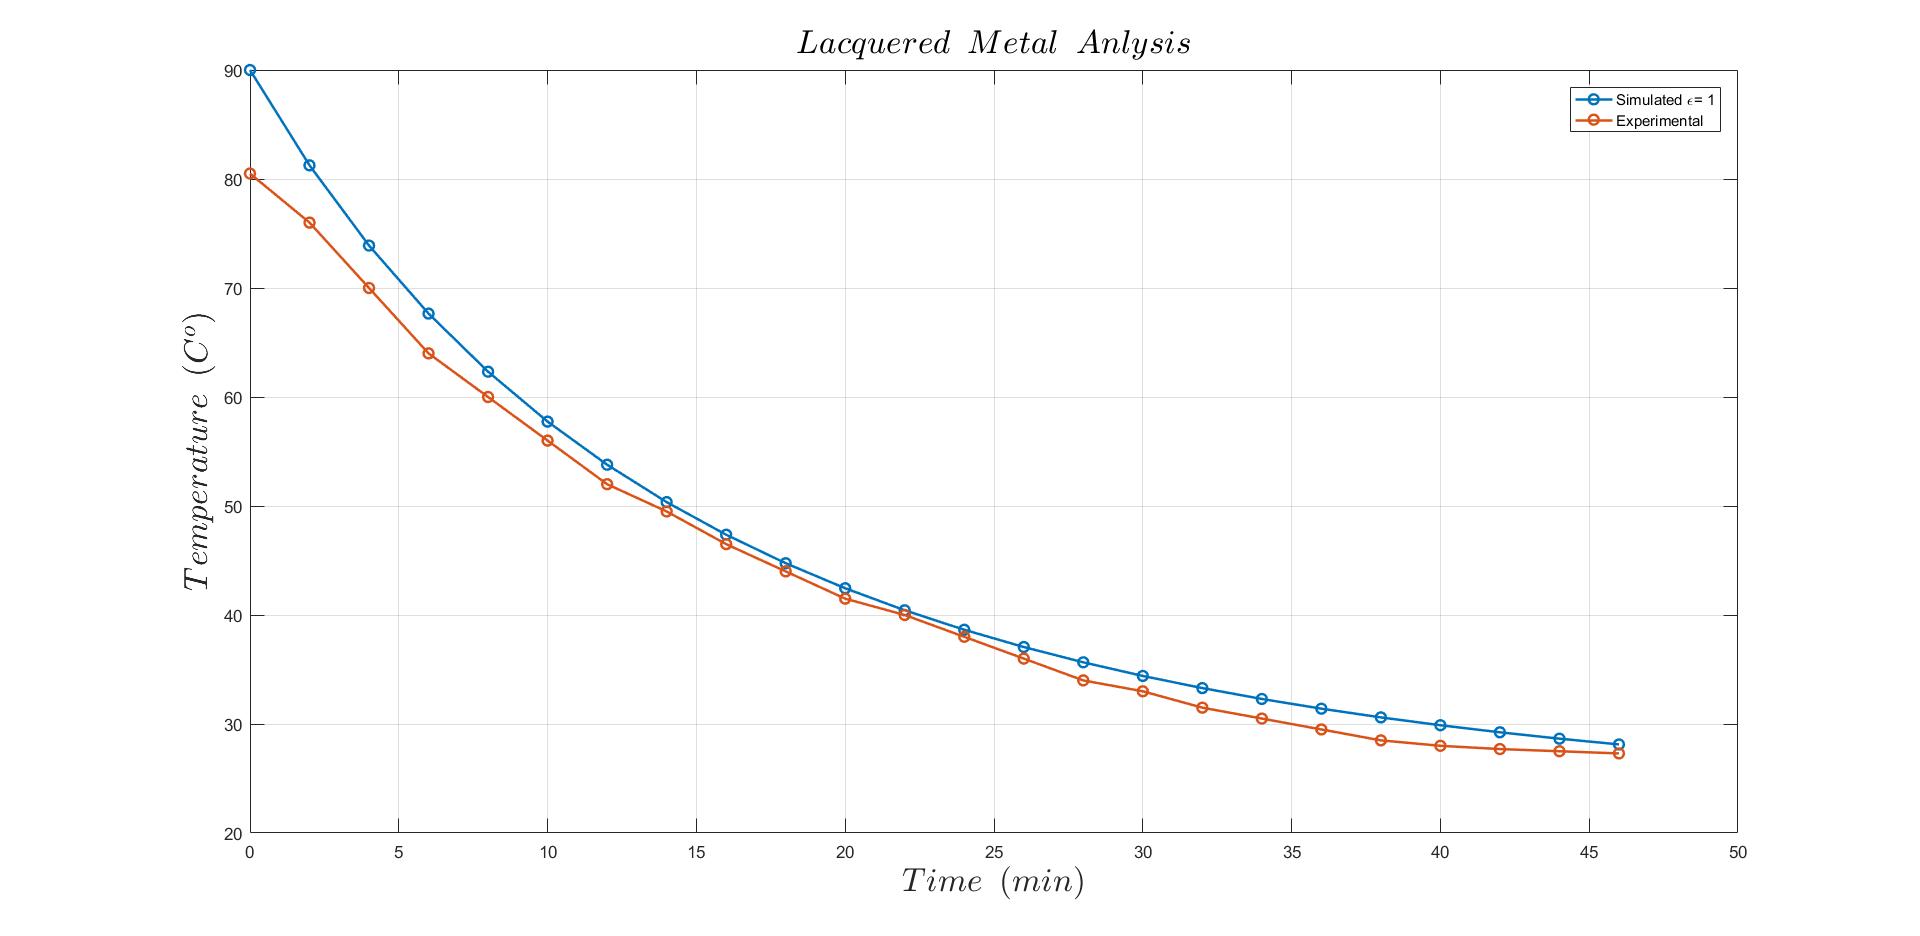 Lacquered Metal Anlysis
Simulated ϵ= 1
Experimental
Temperature (C^o)
90
80
70
60
50
40
30
20
0 5 10 15 20 25 30 35 40 45 50
Time (min)